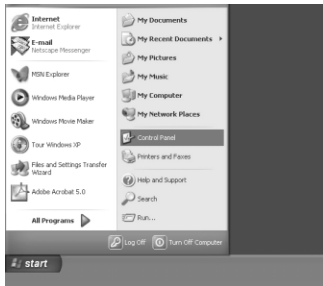 Internet
Internet Explorer
E-mail
Netscape Messenger
MSN Explorer
Windows Media Player
Windows Movie Maker
Tour Windows XP
Files and Settings Transfer
Wizard
Adobe Acrobat 5.0
All Programs
My Documents
My Recent Documents
My Pictures
My Music
My Computer
My Network Places
Control Panel
Printers and Faxes
Help and Support
Search
Run...
Log Off
Turn Off Computer
start